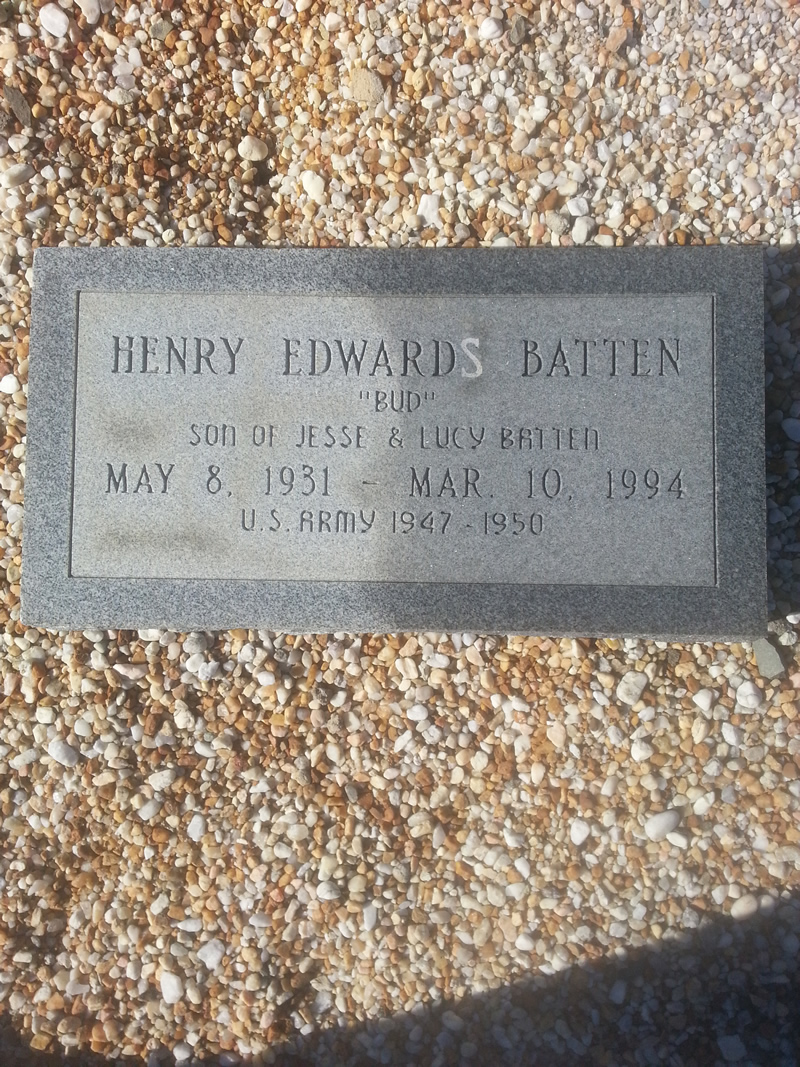 HENRY EDWARDS BATTEN
"BUD"
SON OF JESSE & LUCY BATTEN
MAY 8, 1931 - MAR. 10, 1994
U.S. ARMY 1947 - 1950